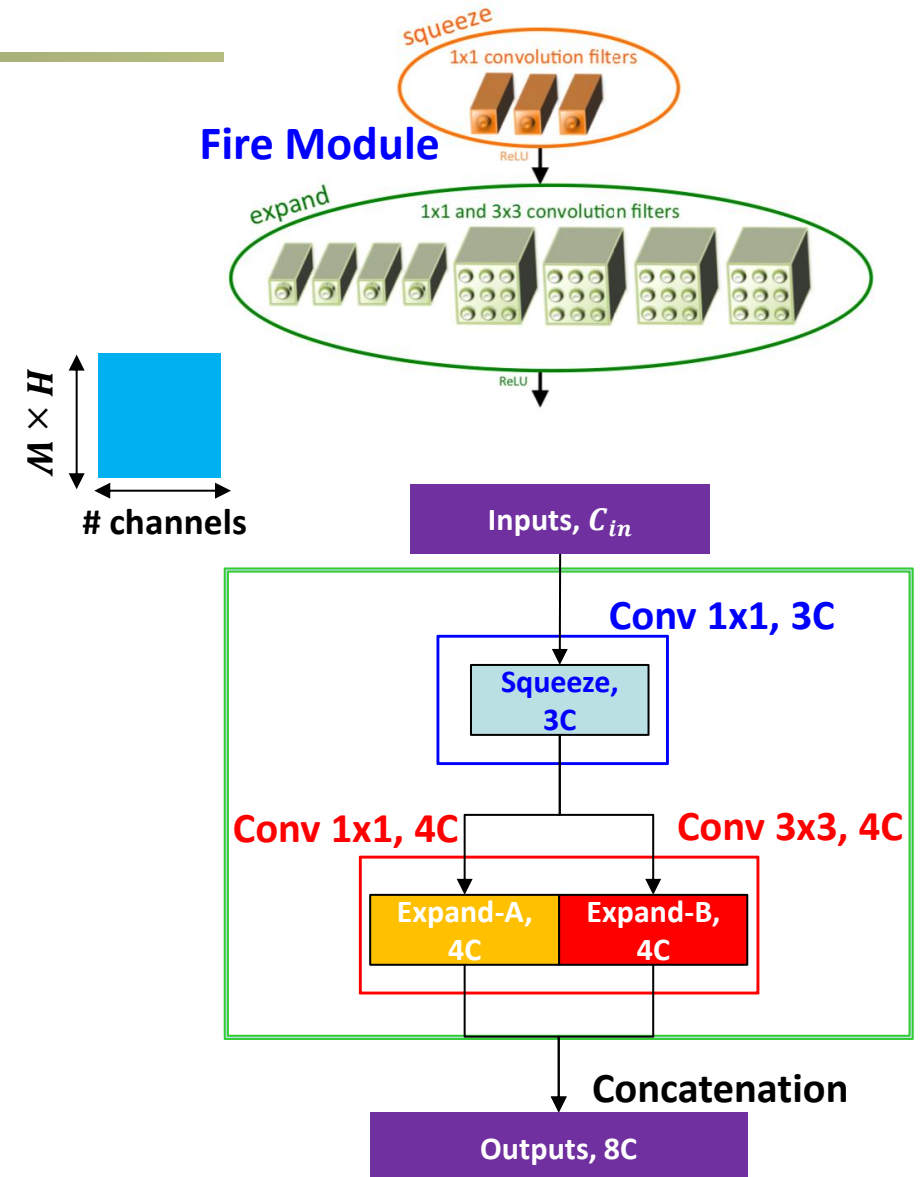 squeeze
1x1 convolution filters
Fire Module
ReLU
expand
1x1 and 3x3 convolution filters
ReLU
W × H
# channels
Inputs, C_in
Conv 1x1, 3C
Squeeze,
3C
Conv 1x1, 4C
Conv 3x3, 4C
Expand-A,
4C
Expand-B,
4C
Concatenation
Outputs, 8C